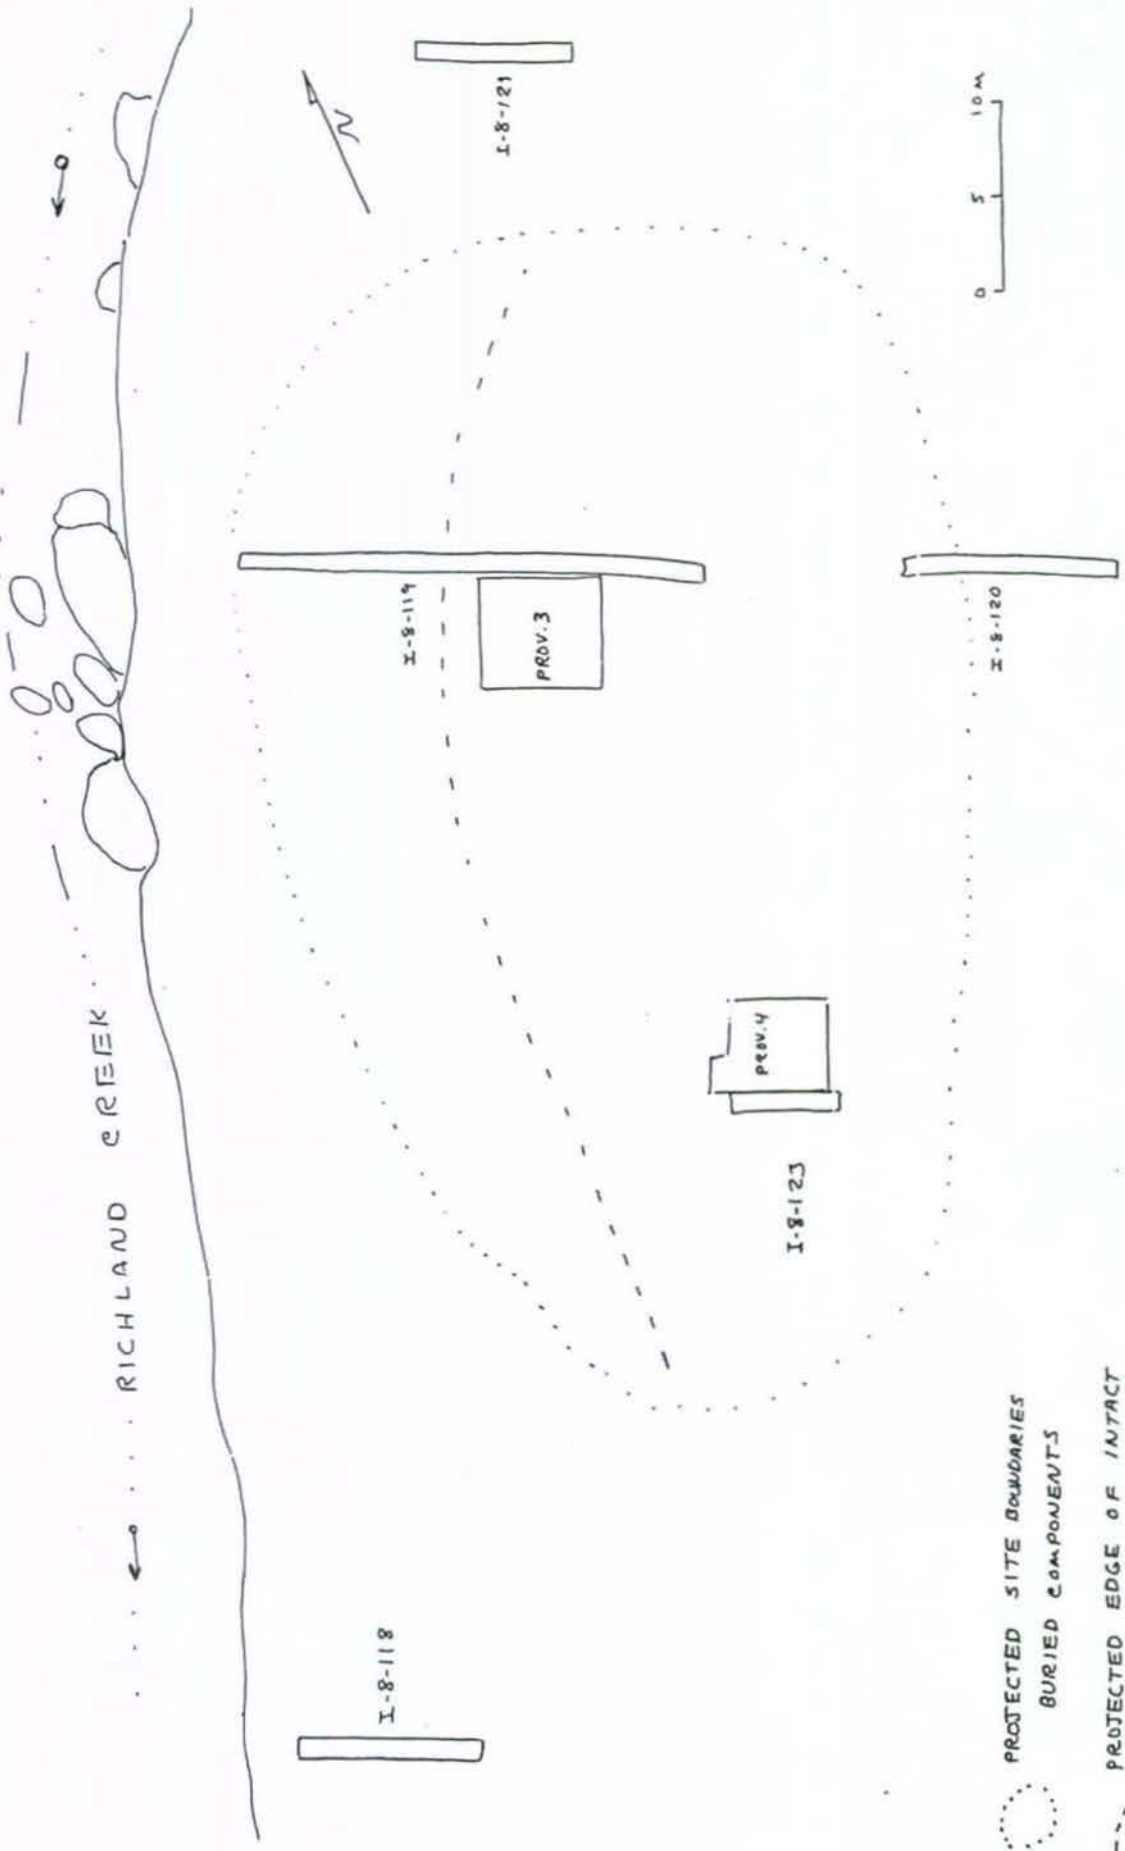 RICHLAND CREEK
N
I-8-121
I-8-119
PROV. 3
I-8-120
PROV. 4
I-8-123
I-8-118
0 5 10 M
PROJECTED SITE BOUNDARIES
BURIED COMPONENTS
PROJECTED EDGE OF INTACT